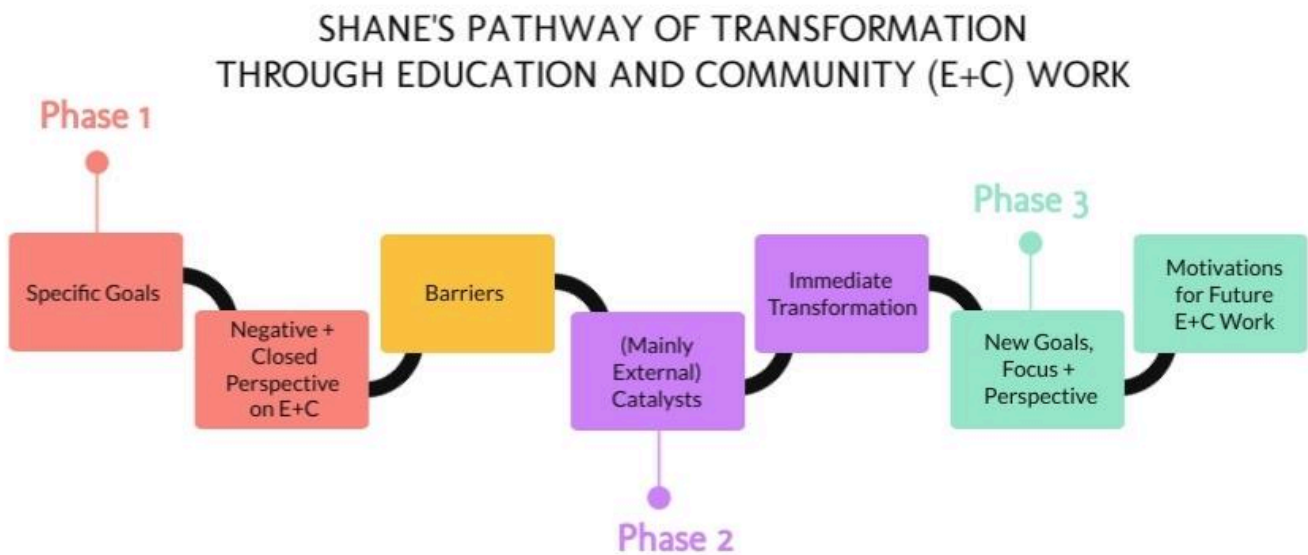 SHANE'S PATHWAY OF TRANSFORMATION
THROUGH EDUCATION AND COMMUNITY (E+C) WORK
Phase 1
Specific Goals
Negative +
Closed
Perspective
on E+C
Barriers
(Mainly
External)
Catalysts
Phase 2
Immediate
Transformation
Phase 3
New Goals,
Focus +
Perspective
Motivations
for Future
E+C Work